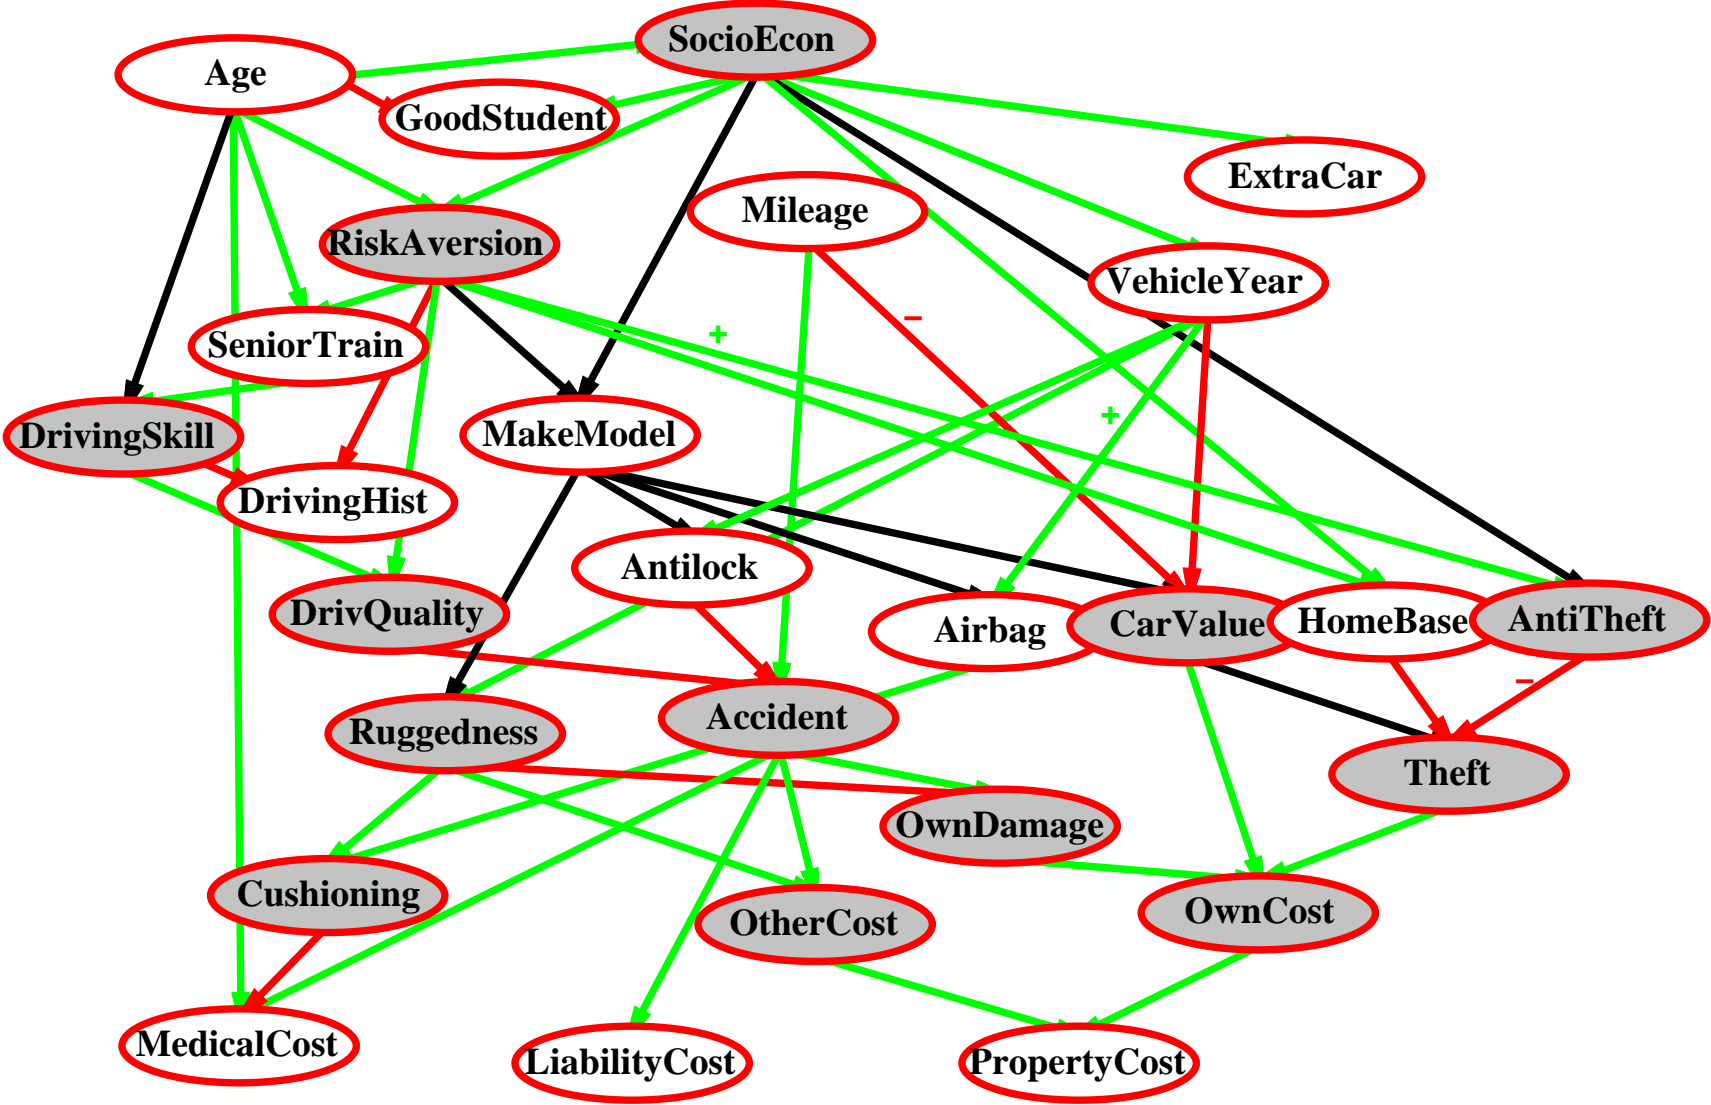 SocioEcon
Age
GoodStudent
ExtraCar
Mileage
RiskAversion
VehicleYear
−
+
SeniorTrain
+
DrivingSkill
MakeModel
DrivingHist
Antilock
DrivQuality
Airbag
CarValue
HomeBase
AntiTheft
−
Ruggedness
Accident
Theft
OwnDamage
Cushioning
OtherCost
OwnCost
MedicalCost
LiabilityCost
PropertyCost